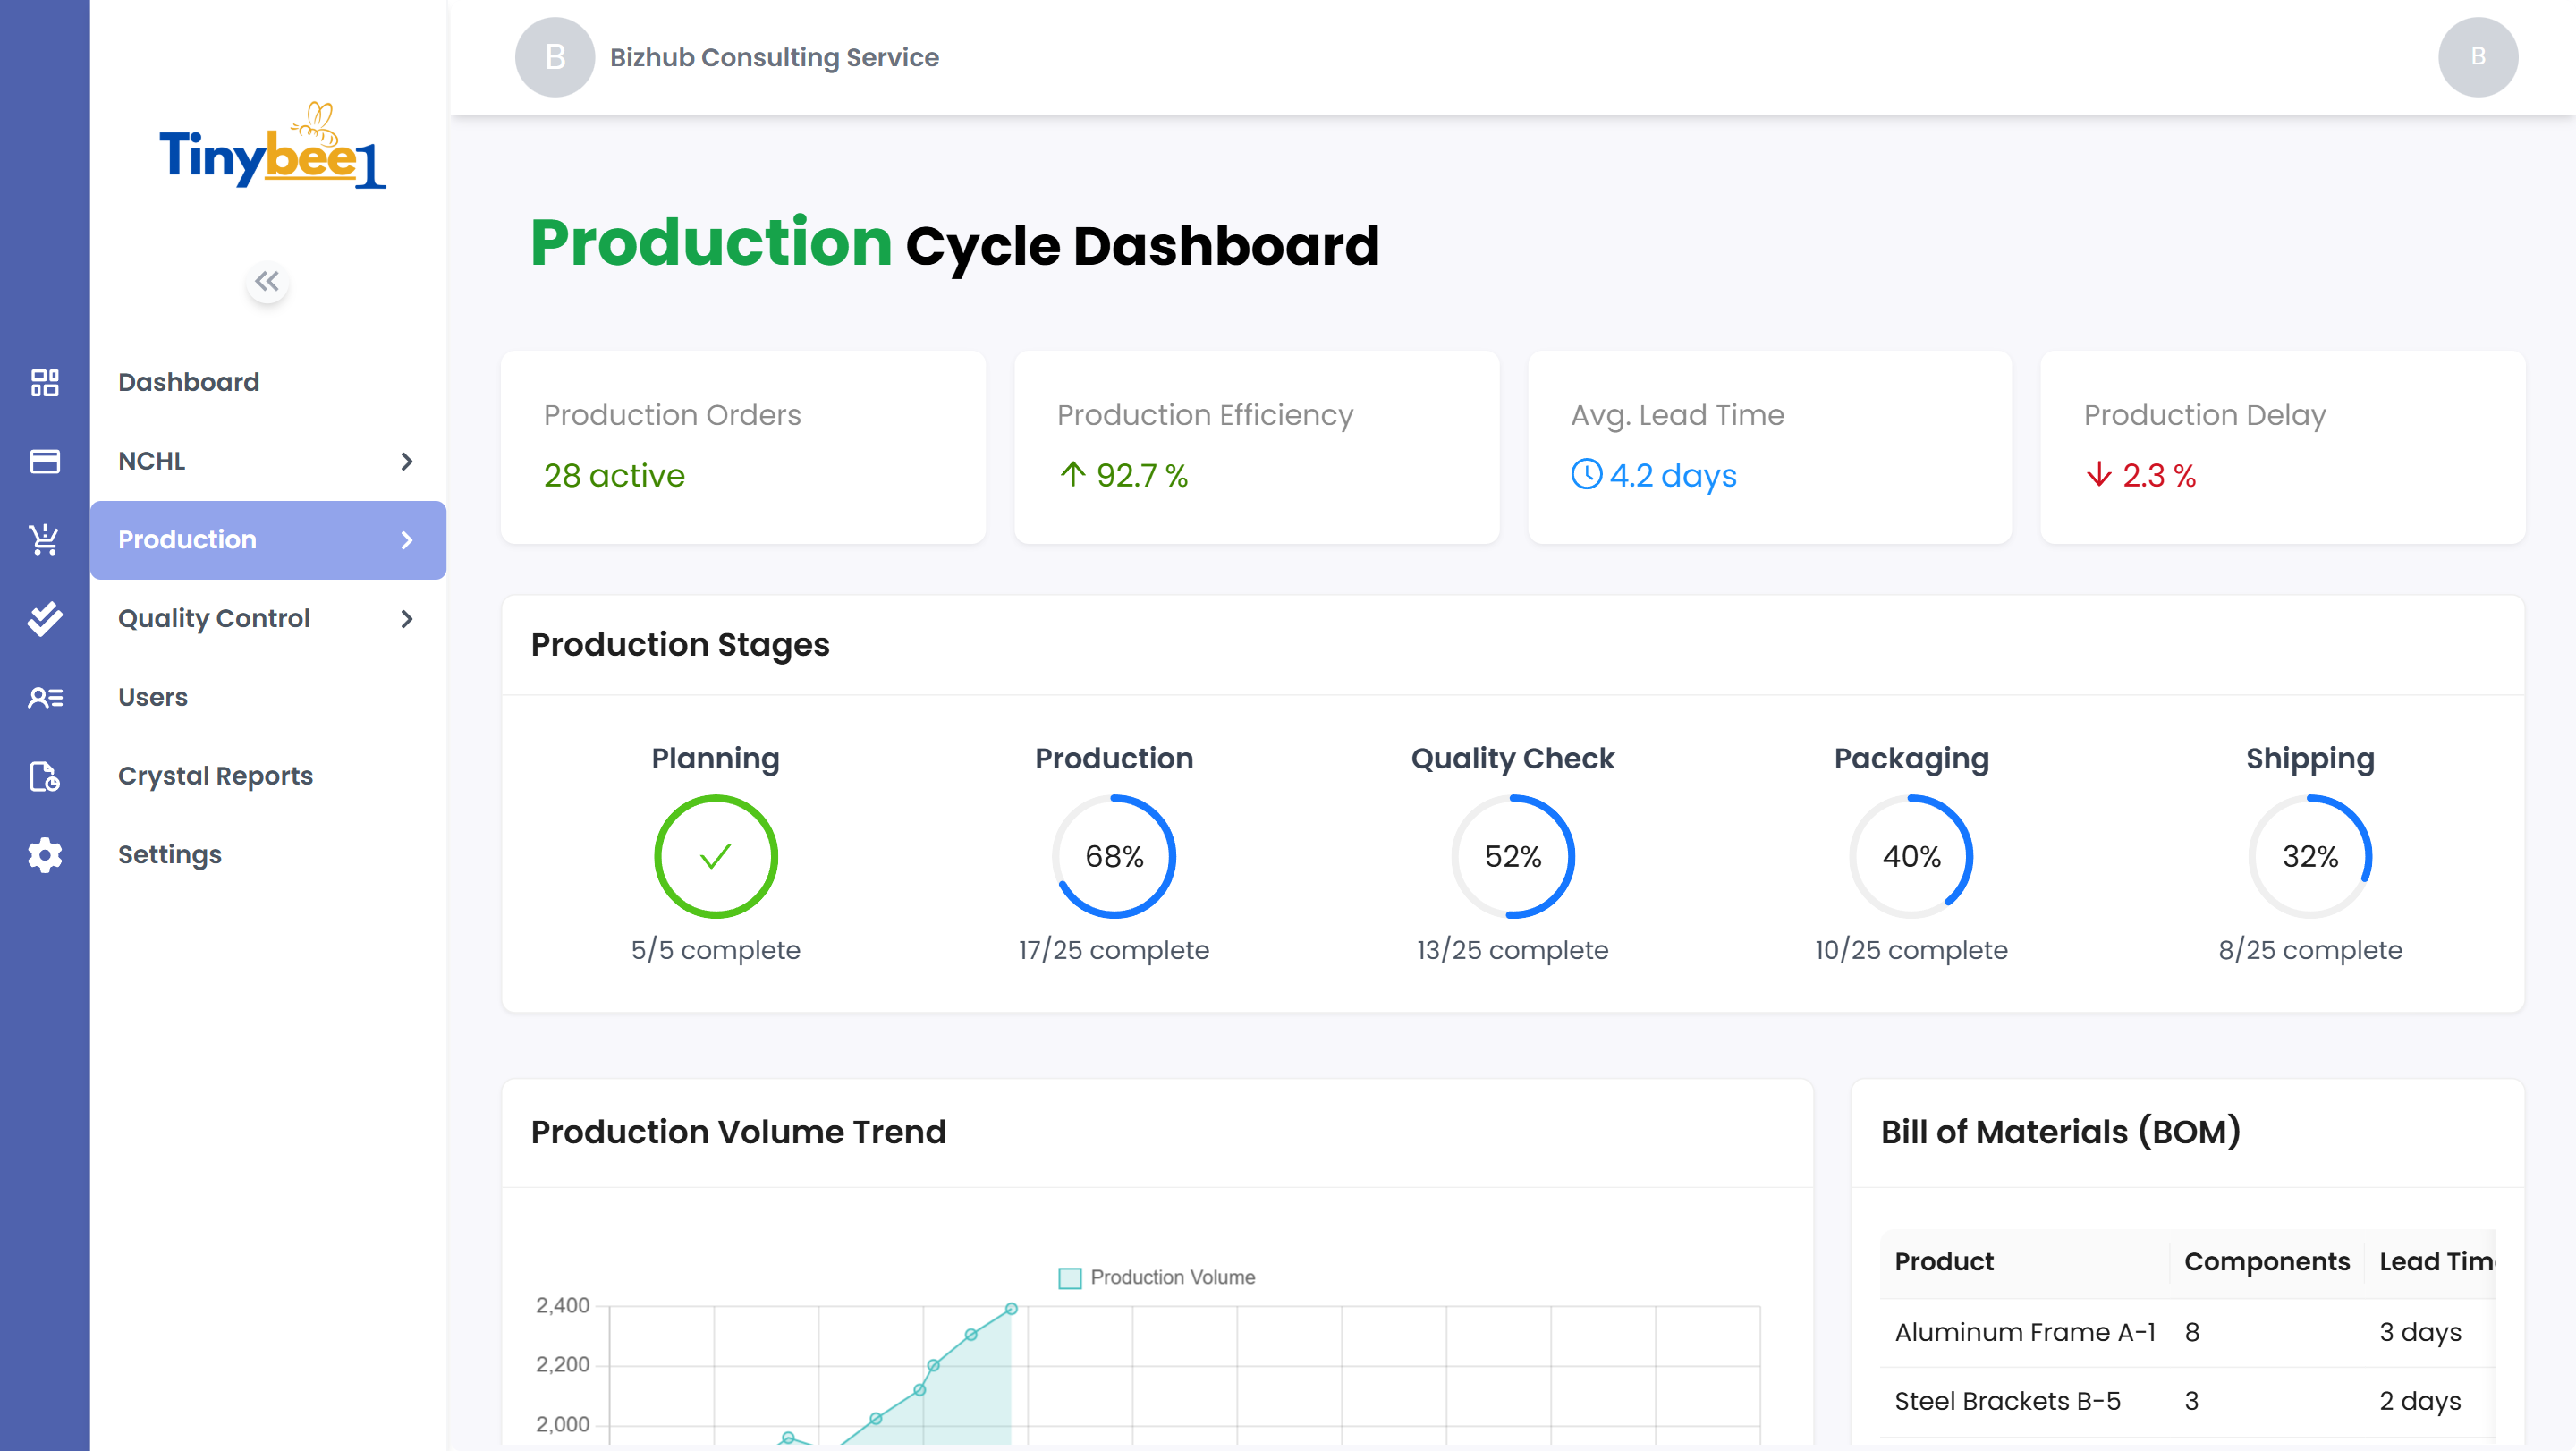 B
Bizhub Consulting Service
B
Tinybee1
Production Cycle Dashboard
Dashboard
NCHL
Production
Quality Control
Users
Crystal Reports
Settings
Production Orders
28 active
Production Efficiency
92.7 %
Avg. Lead Time
4.2 days
Production Delay
2.3 %
Production Stages
Planning
Production
Quality Check
Packaging
Shipping
68%
52%
40%
32%
5/5 complete
17/25 complete
13/25 complete
10/25 complete
8/25 complete
Production Volume Trend
Production Volume
2,400
2,200
2,000
Bill of Materials (BOM)
Product Components Lead Tim
Aluminum Frame A-1 8 3 days
Steel Brackets B-5 3 2 days